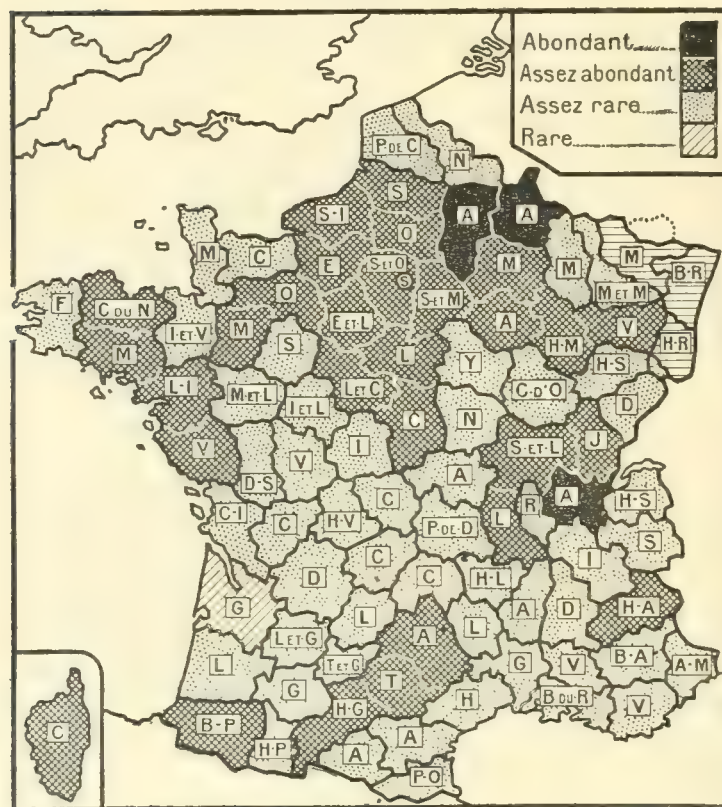 Abondant
Assez abondant
Assez rare
Rare
P-DE-C
N
S
S-I
A
A
O
M
C
E
S-ET-O
S
M
M
M
B-R
M ET M
S-ET-M
F
C DU N
O
I-ET-V
M
M
E ET L
A
H-M
V
H-R
S
L
Y
H-S
L-I
M-ET-L
I ET L
L ET C
C
N
C-D'O
D
V
D-S
V
I
S-ET-L
J
C-I
C
H-V
C
A
P-DE-D
L
R
A
H-S
S
I
G
D
C
C
H-L
A
D
H-A
L
L ET G
L
A
L
G
V
B-A
A-M
T ET G
T
G
H-G
H
B DU R
V
B-P
H-P
A
A
P-O
C